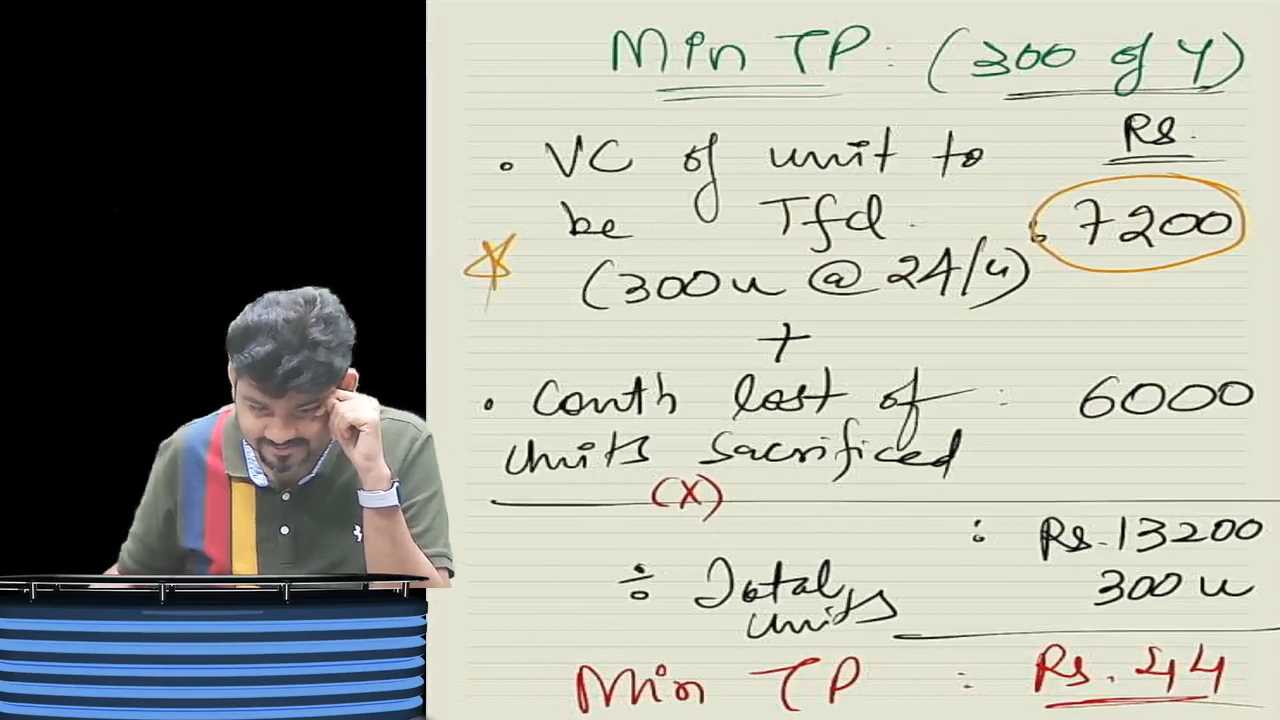 Min TP: (300 of Y)
Rs.
. VC of unit to
be Tfd. : 7200
(300u @ 24/u)
+
. Conth lost of : 6000
units sacrificed
(X)
: Rs. 13200
÷ Total units 300 u
Min TP : Rs. 44